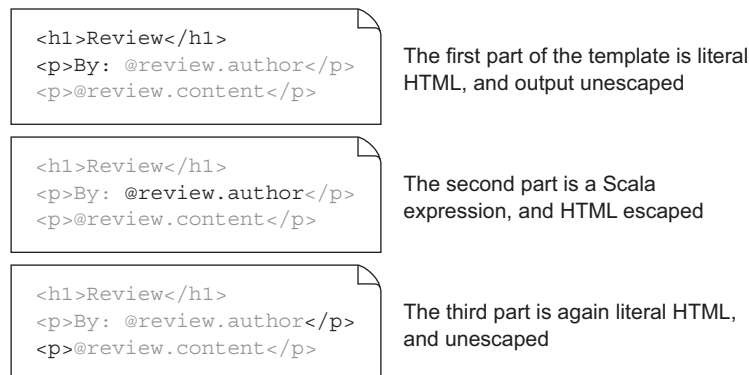 <h1>Review</h1>
<p>By: @review.author</p>
<p>@review.content</p>
The first part of the template is literal
HTML, and output unescaped
<h1>Review</h1>
<p>By: @review.author</p>
<p>@review.content</p>
The second part is a Scala
expression, and HTML escaped
<h1>Review</h1>
<p>By: @review.author</p>
<p>@review.content</p>
The third part is again literal HTML,
and unescaped